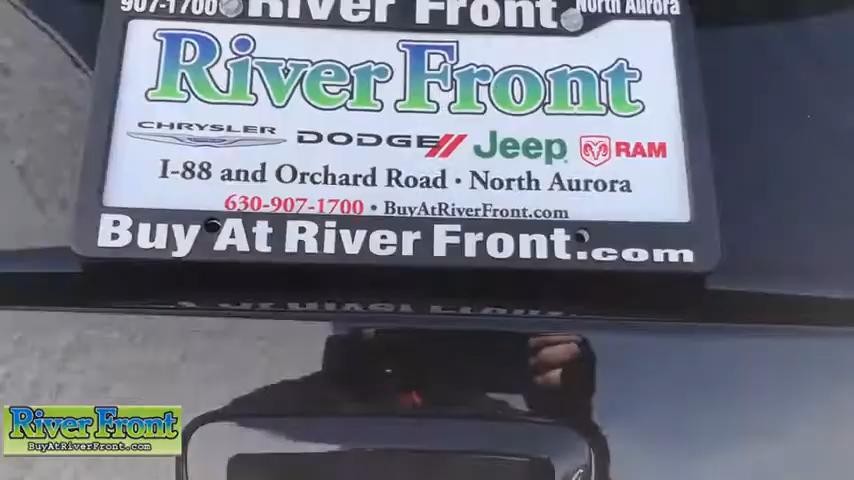 907-1700 River Front North Aurora
River Front
CHRYSLER DODGE Jeep RAM
I-88 and Orchard Road • North Aurora
630-907-1700 • BuyAtRiverFront.com
Buy At River Front.com
River Front
BuyAtRiverFront.com